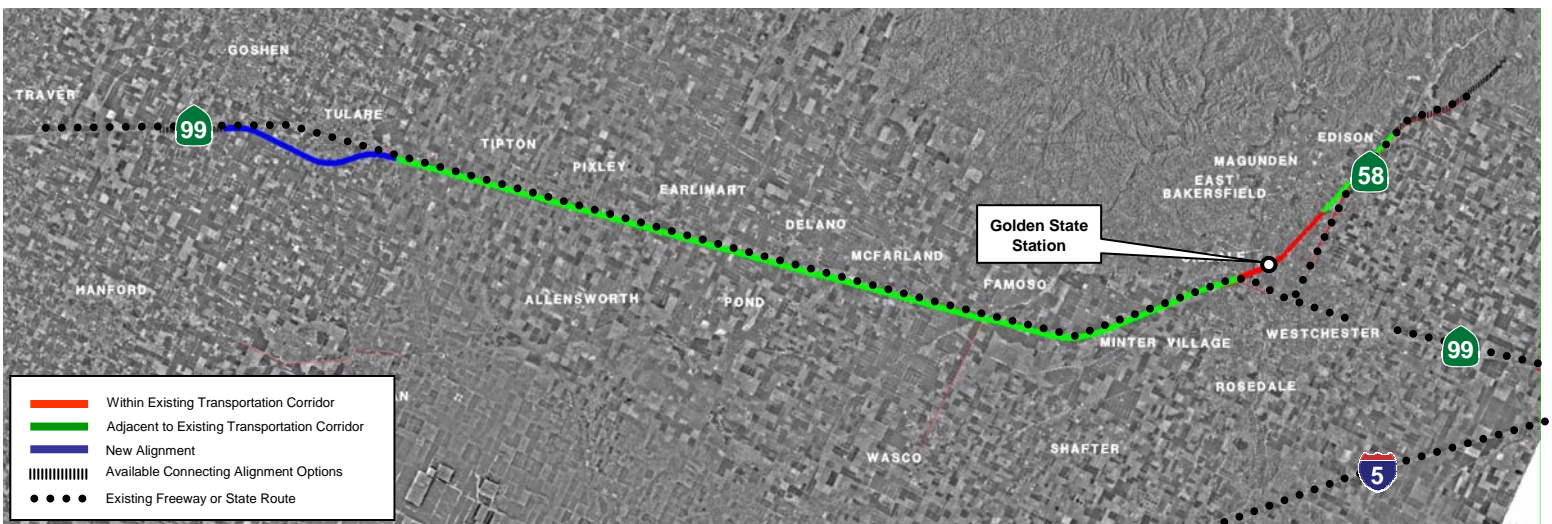 GOSHEN
TRAVER
99
TULARE
TIPTON
PIXLEY
EARLIMART
DELANO
MCFARLAND
FAMOSO
Golden State
Station
EDISON
MAGUNDEN
58
EAST
BAKERSFIELD
HANFORD
ALLENSWORTH
POND
MINTER VILLAGE
WESTCHESTER
99
ROSEDALE
WASCO
SHAFTER
5
Within Existing Transportation Corridor
Adjacent to Existing Transportation Corridor
New Alignment
Available Connecting Alignment Options
Existing Freeway or State Route